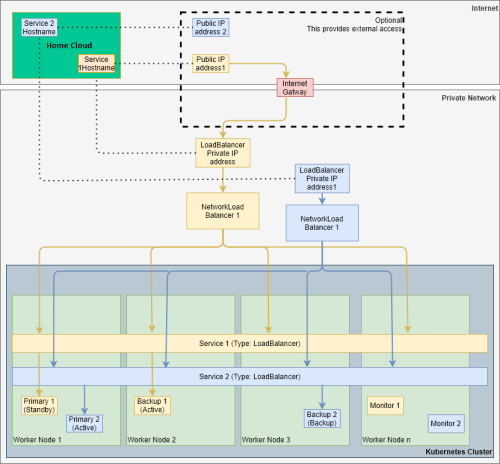 Internet
Service 2
Hostname
Home Cloud
Service
1Hostname
Public IP
address 2
Public IP
address1
Optional!
This provides external access.
Internet
Gatway
Private Network
LoadBalancer
Private IP
address
LoadBalancer
Private IP
address1
NetworkLoad
Balancer 1
NetworkLoad
Balancer 1
Service 1 (Type: LoadBalancer)
Service 2 (Type: LoadBalancer)
Primary 1
(Standby)
Primary 2
(Active)
Worker Node 1
Backup 1
(Active)
Worker Node 2
Backup 2
(Backup)
Worker Node 3
Monitor 1
Monitor 2
Worker Node n
Kubernetes Cluster